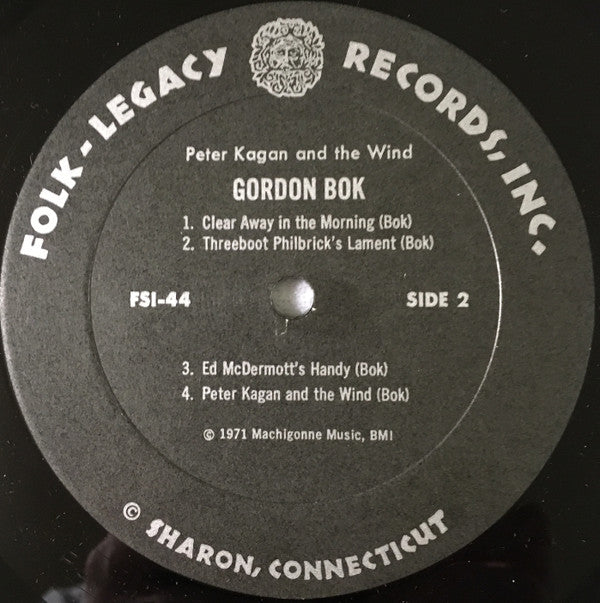 FOLK-LEGACY RECORDS, INC.
Peter Kagan and the Wind
GORDON BOK
1. Clear Away in the Morning (Bok)
2. Threeboot Philbrick's Lament (Bok)
FSI-44
SIDE 2
3. Ed McDermott's Handy (Bok)
4. Peter Kagan and the Wind (Bok)
© 1971 Machigonne Music, BMI
© SHARON, CONNECTICUT